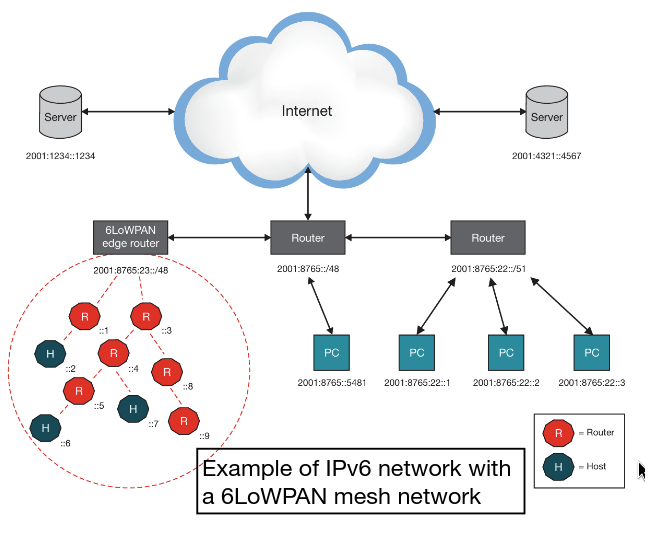 Internet
Server
Server
2001:1234::1234
2001:4321::4567
6LoWPAN
edge router
Router
Router
2001:8765:23::/48
2001:8765::/48
2001:8765:22::/51
R
::1
R
::3
H
::2
R
::4
R
::8
R
::5
H
::7
R
::9
H
::6
PC
PC
PC
PC
2001:8765::5481
2001:8765:22::1
2001:8765:22::2
2001:8765:22::3
R = Router
H = Host
Example of IPv6 network with
a 6LoWPAN mesh network